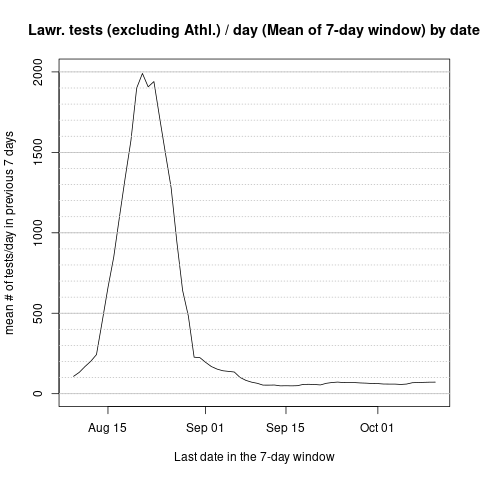 Lawr. tests (excluding Athl.) / day (Mean of 7-day window) by date
mean # of tests/day in previous 7 days
2000
1500
1000
500
0
Aug 15
Sep 01
Sep 15
Oct 01
Last date in the 7-day window